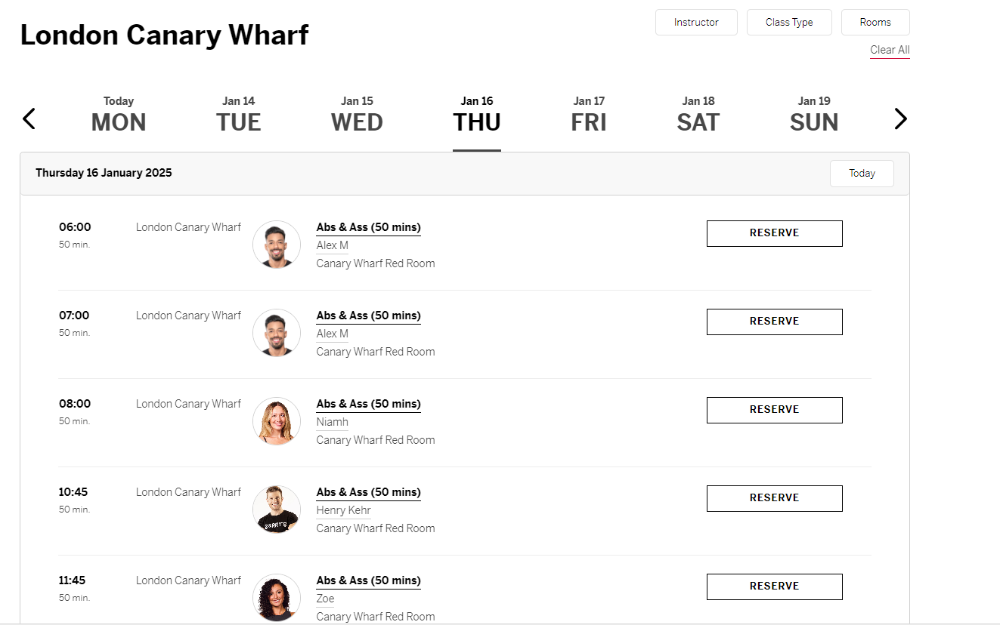 London Canary Wharf
Instructor Class Type Rooms
Clear All
Today Jan 14 Jan 15 Jan 16 Jan 17 Jan 18 Jan 19
MON TUE WED THU FRI SAT SUN
Thursday 16 January 2025 Today
06:00 London Canary Wharf Abs & Ass (50 mins) RESERVE
50 min. Alex M
Canary Wharf Red Room
07:00 London Canary Wharf Abs & Ass (50 mins) RESERVE
50 min. Alex M
Canary Wharf Red Room
08:00 London Canary Wharf Abs & Ass (50 mins) RESERVE
50 min. Niamh
Canary Wharf Red Room
10:45 London Canary Wharf Abs & Ass (50 mins) RESERVE
50 min. Henry Kehr
BARRY'S
Canary Wharf Red Room
11:45 London Canary Wharf Abs & Ass (50 mins) RESERVE
50 min. Zoe
Canary Wharf Red Room